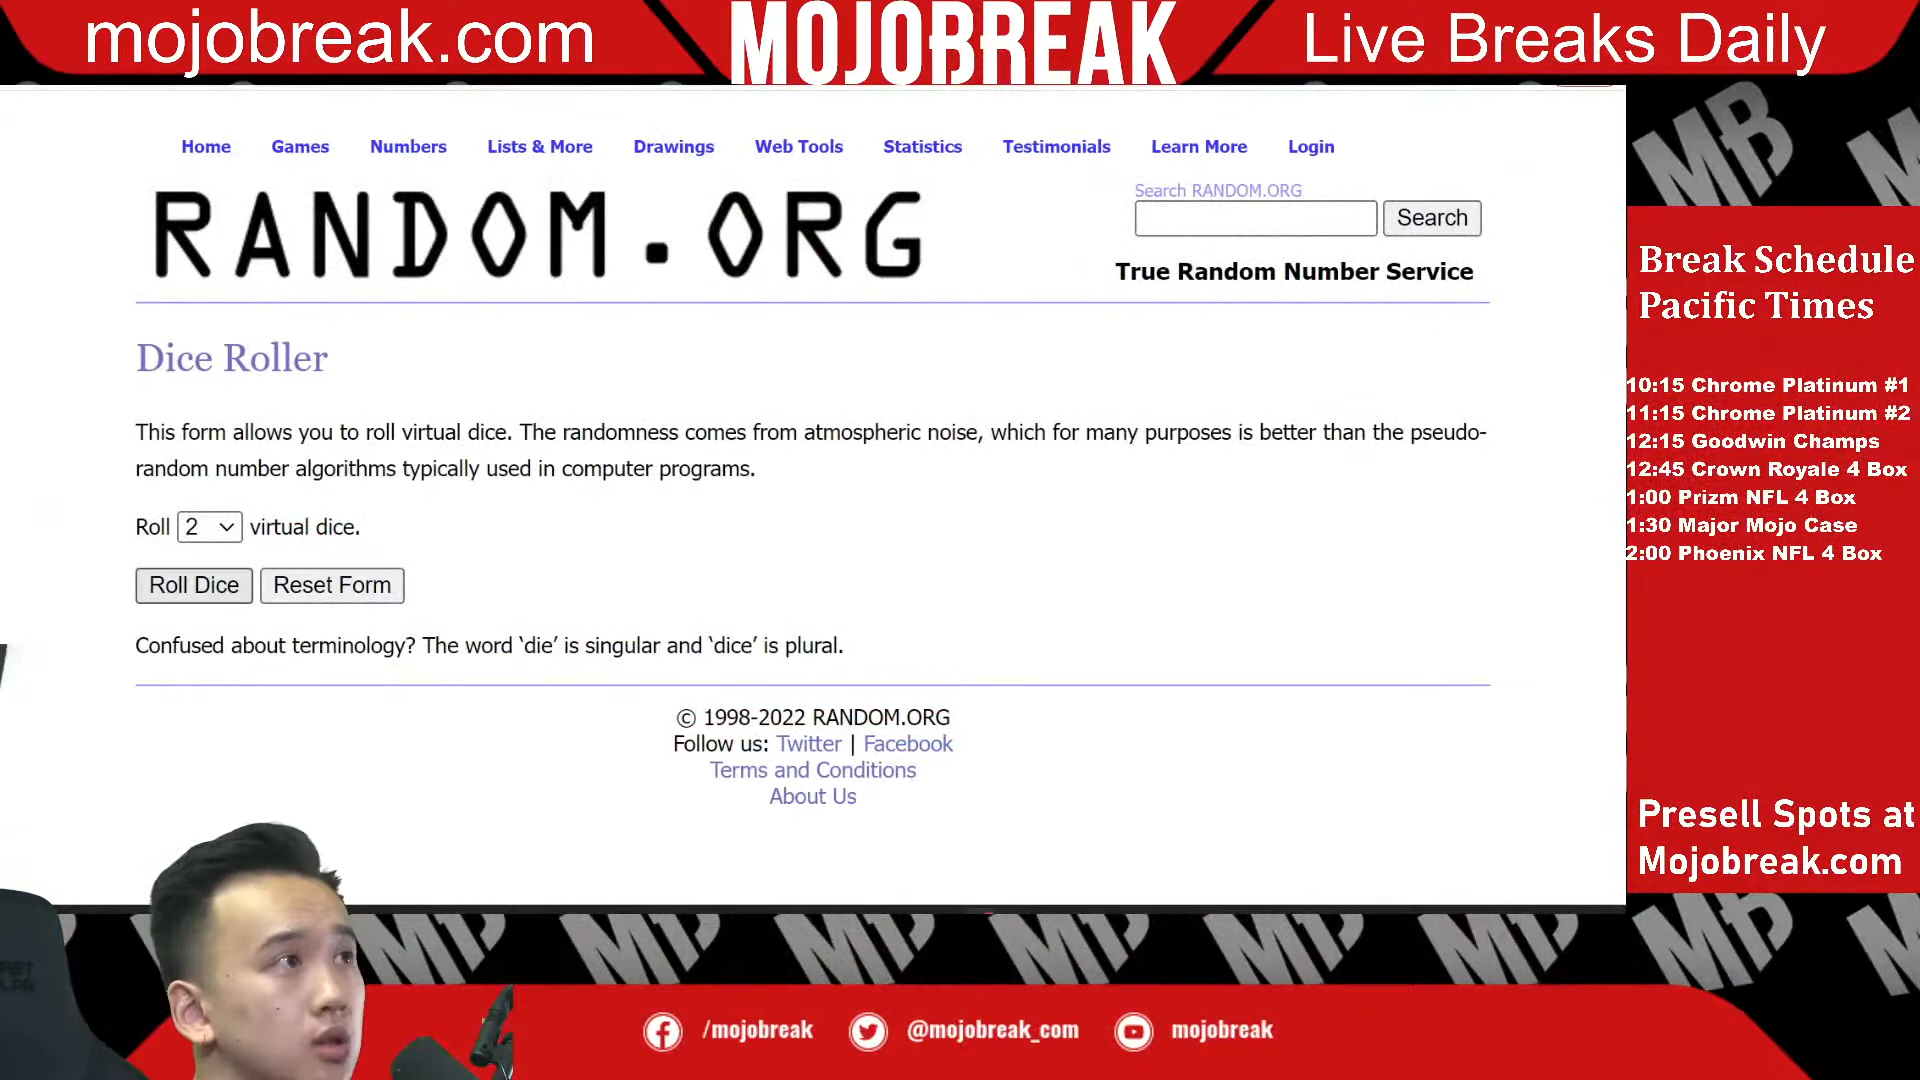 mojobreak.com
MOJOBREAK
Live Breaks Daily
Home Games Numbers Lists & More Drawings Web Tools Statistics Testimonials Learn More Login
RANDOM.ORG
Search RANDOM.ORG
Search
True Random Number Service
Dice Roller
This form allows you to roll virtual dice. The randomness comes from atmospheric noise, which for many purposes is better than the pseudo-
random number algorithms typically used in computer programs.
Roll 2 virtual dice.
Roll Dice Reset Form
Confused about terminology? The word ‘die’ is singular and ‘dice’ is plural.
© 1998-2022 RANDOM.ORG
Follow us: Twitter | Facebook
Terms and Conditions
About Us
MB
Break Schedule
Pacific Times
10:15 Chrome Platinum #1
11:15 Chrome Platinum #2
12:15 Goodwin Champs
12:45 Crown Royale 4 Box
1:00 Prizm NFL 4 Box
1:30 Major Mojo Case
2:00 Phoenix NFL 4 Box
Presell Spots at
Mojobreak.com
MB MB MB MB MB MB
/mojobreak @mojobreak_com mojobreak